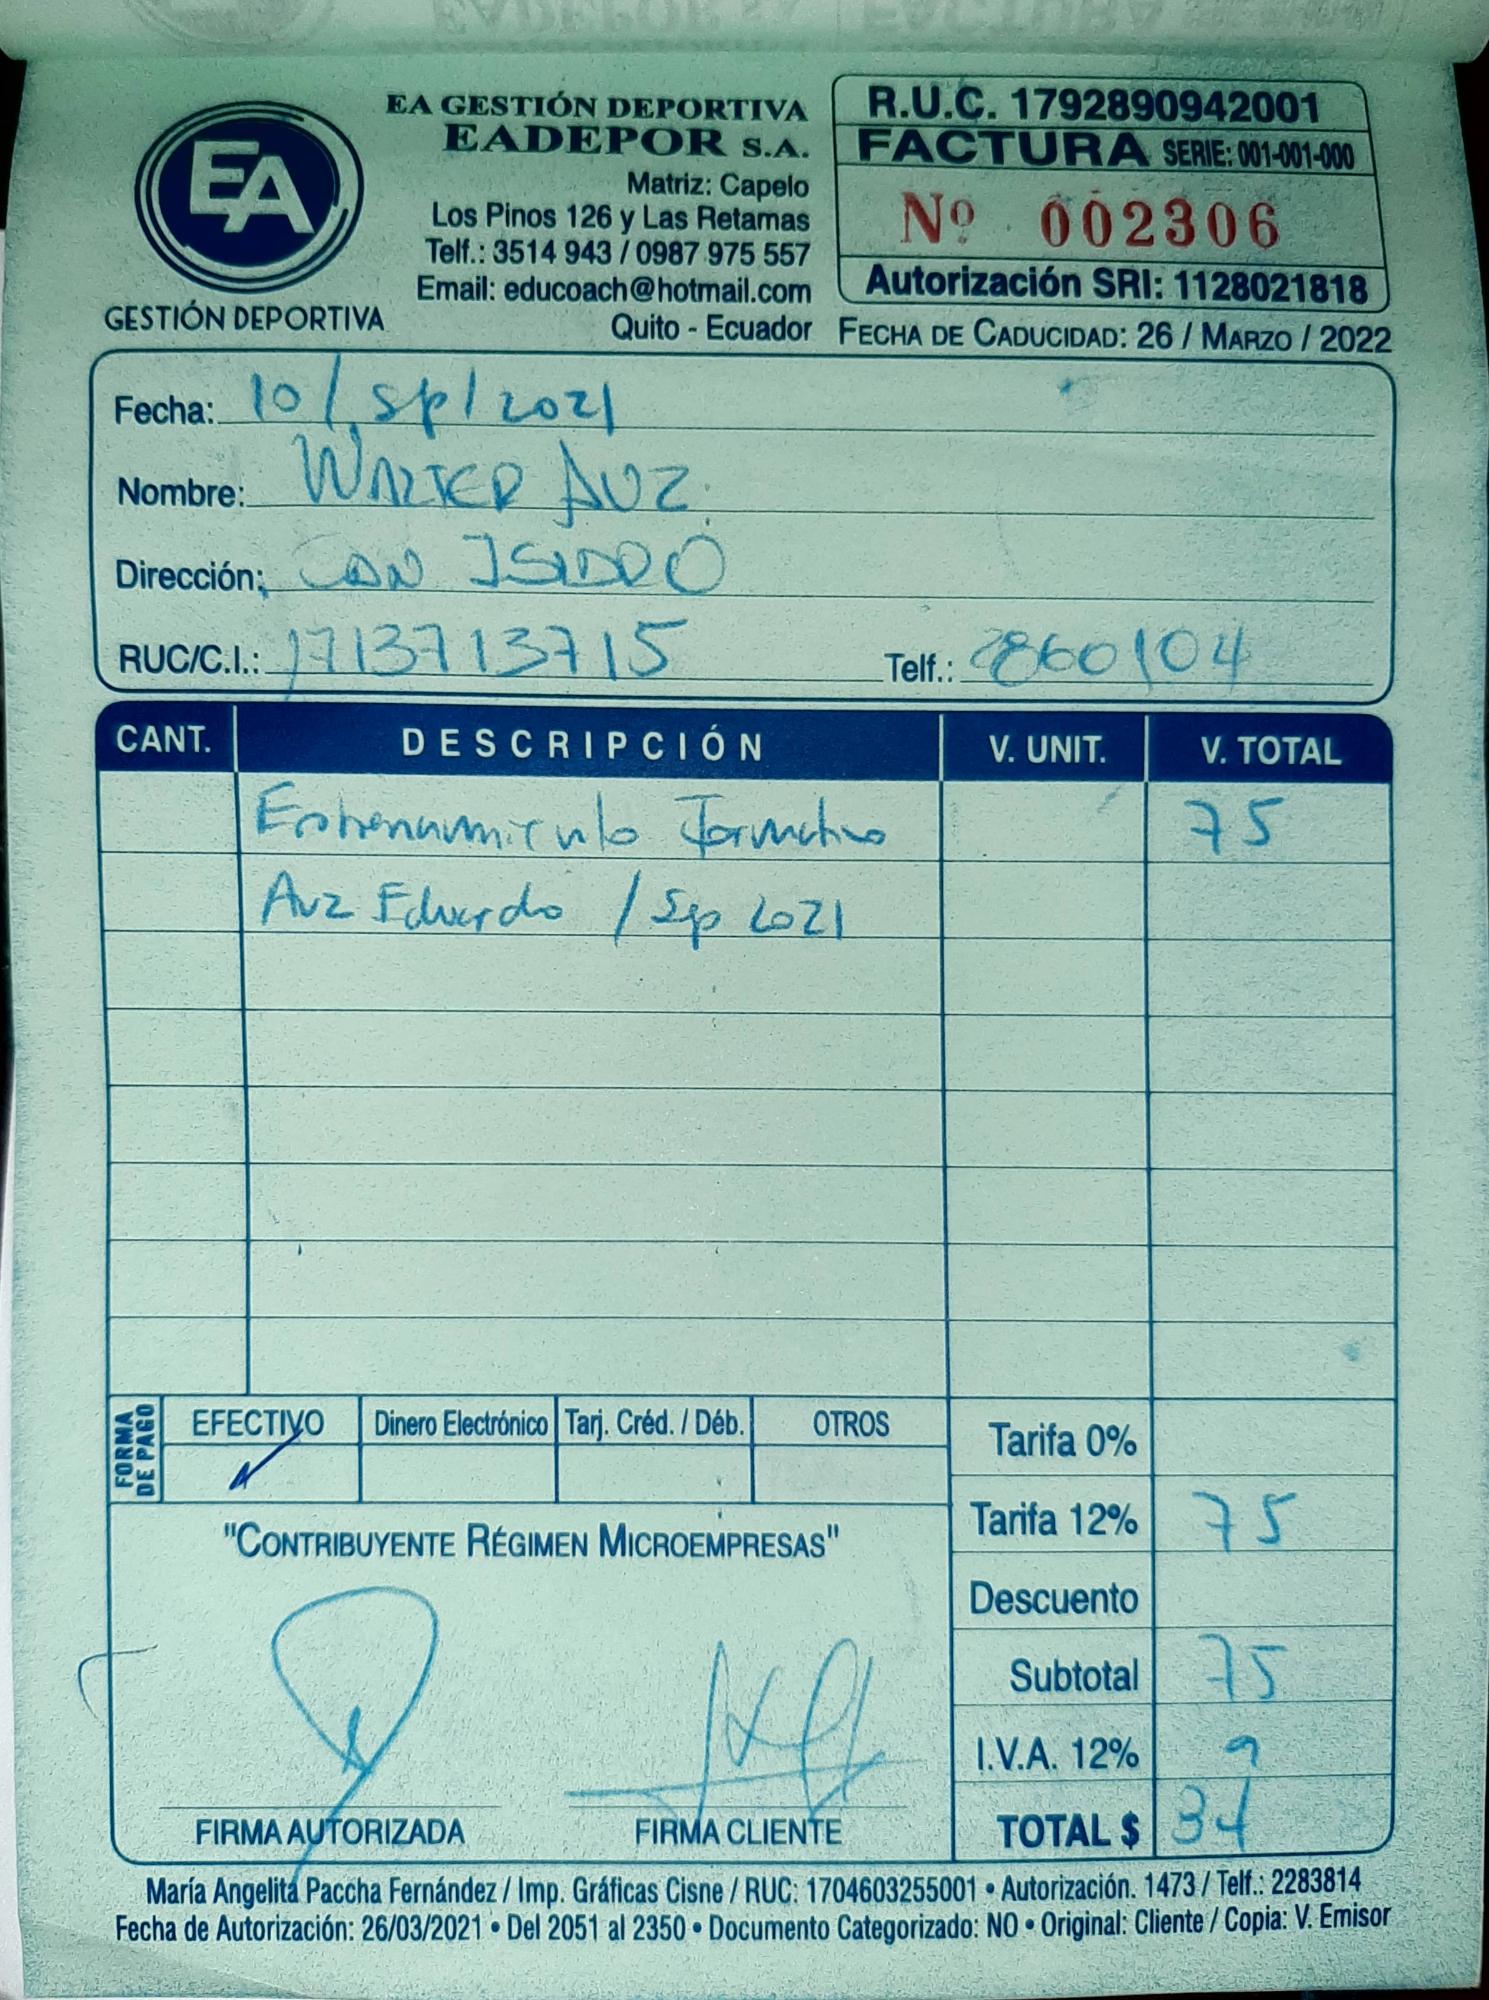 EA
GESTIÓN DEPORTIVA
EA GESTIÓN DEPORTIVA
EADEPOR S.A.
Matriz: Capelo
Los Pinos 126 y Las Retamas
Telf.: 3514 943 / 0987 975 557
Email: educoach@hotmail.com
Quito - Ecuador
R.U.C. 1792890942001
FACTURA SERIE: 001-001-000
Nº 002306
Autorización SRI: 1128021818
FECHA DE CADUCIDAD: 26 / MARZO / 2022
Fecha: 10/sp/2021
Nombre: WALTER AUZ
Dirección: SAN ISIDRO
RUC/C.I.: 1713713715 Telf.: 2860104
CANT. DESCRIPCIÓN V. UNIT. V. TOTAL
Entrenamiento Formativo 75
Auz Eduardo / Sep 2021
FORMA DE PAGO
EFECTIVO Dinero Electrónico Tarj. Créd. / Déb. OTROS
Tarifa 0%
Tarifa 12% 75
"CONTRIBUYENTE RÉGIMEN MICROEMPRESAS"
Descuento
Subtotal 75
I.V.A. 12% 9
TOTAL $ 84
FIRMA AUTORIZADA FIRMA CLIENTE
María Angelita Paccha Fernández / Imp. Gráficas Cisne / RUC: 1704603255001 • Autorización. 1473 / Telf.: 2283814
Fecha de Autorización: 26/03/2021 • Del 2051 al 2350 • Documento Categorizado: NO • Original: Cliente / Copia: V. Emisor